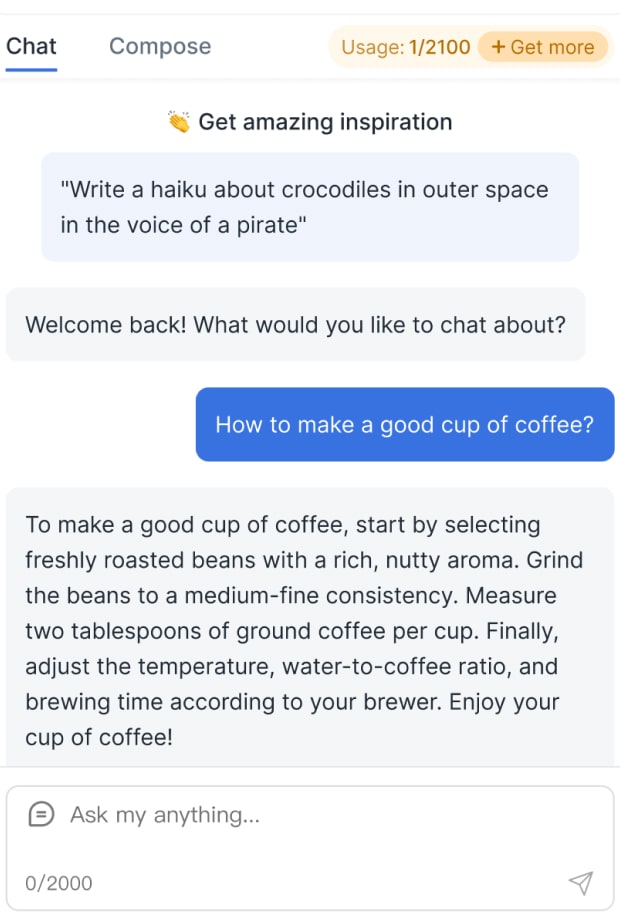 Chat Compose Usage: 1/2100 + Get more
👏 Get amazing inspiration
"Write a haiku about crocodiles in outer space
in the voice of a pirate"
Welcome back! What would you like to chat about?
How to make a good cup of coffee?
To make a good cup of coffee, start by selecting
freshly roasted beans with a rich, nutty aroma. Grind
the beans to a medium-fine consistency. Measure
two tablespoons of ground coffee per cup. Finally,
adjust the temperature, water-to-coffee ratio, and
brewing time according to your brewer. Enjoy your
cup of coffee!
Ask my anything...
0/2000